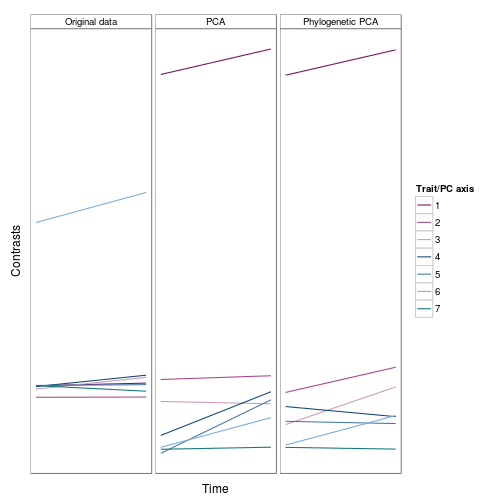 Original data
PCA
Phylogenetic PCA
Contrasts
Time
Trait/PC axis
1
2
3
4
5
6
7